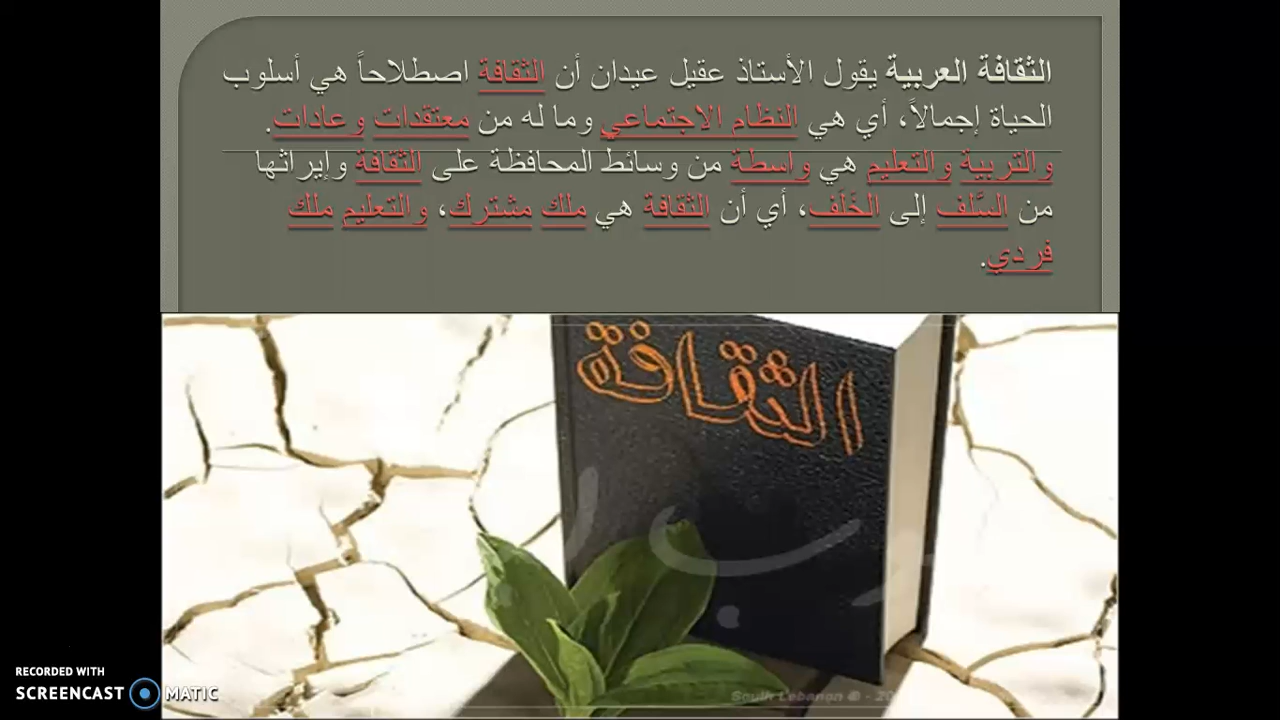 الثقافة العربية يقول الأستاذ عقيل عيدان أن الثقافة اصطلاحاً هي أسلوب
الحياة إجمالاً، أي هي النظام الاجتماعي وما له من معتقدات وعادات.
والتربية والتعليم هي واسطة من وسائط المحافظة على الثقافة وإيراثها
من السَّلف إلى الخَلَف، أي أن الثقافة هي ملك مشترك، والتعليم ملك
فردي.
الثقافة
South Lebanon ©
RECORDED WITH
SCREENCAST MATIC